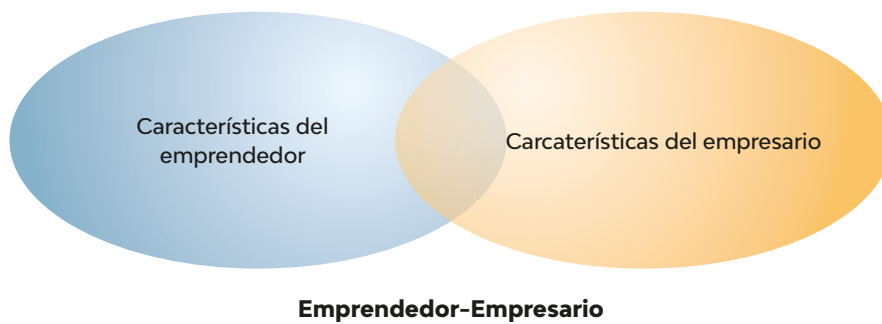 Características del
emprendedor
Carcaterísticas del empresario
Emprendedor-Empresario